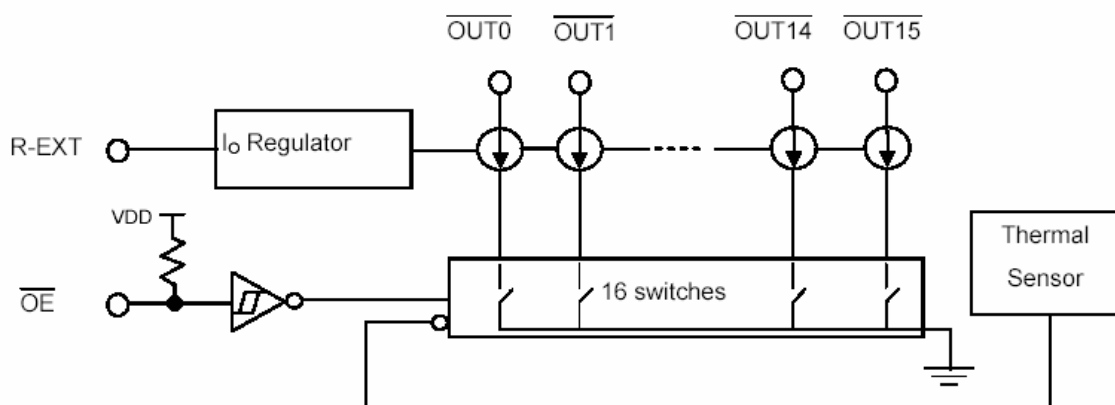 OUT0 OUT1 OUT14 OUT15
R-EXT
Io Regulator
VDD
OE
16 switches
Thermal
Sensor